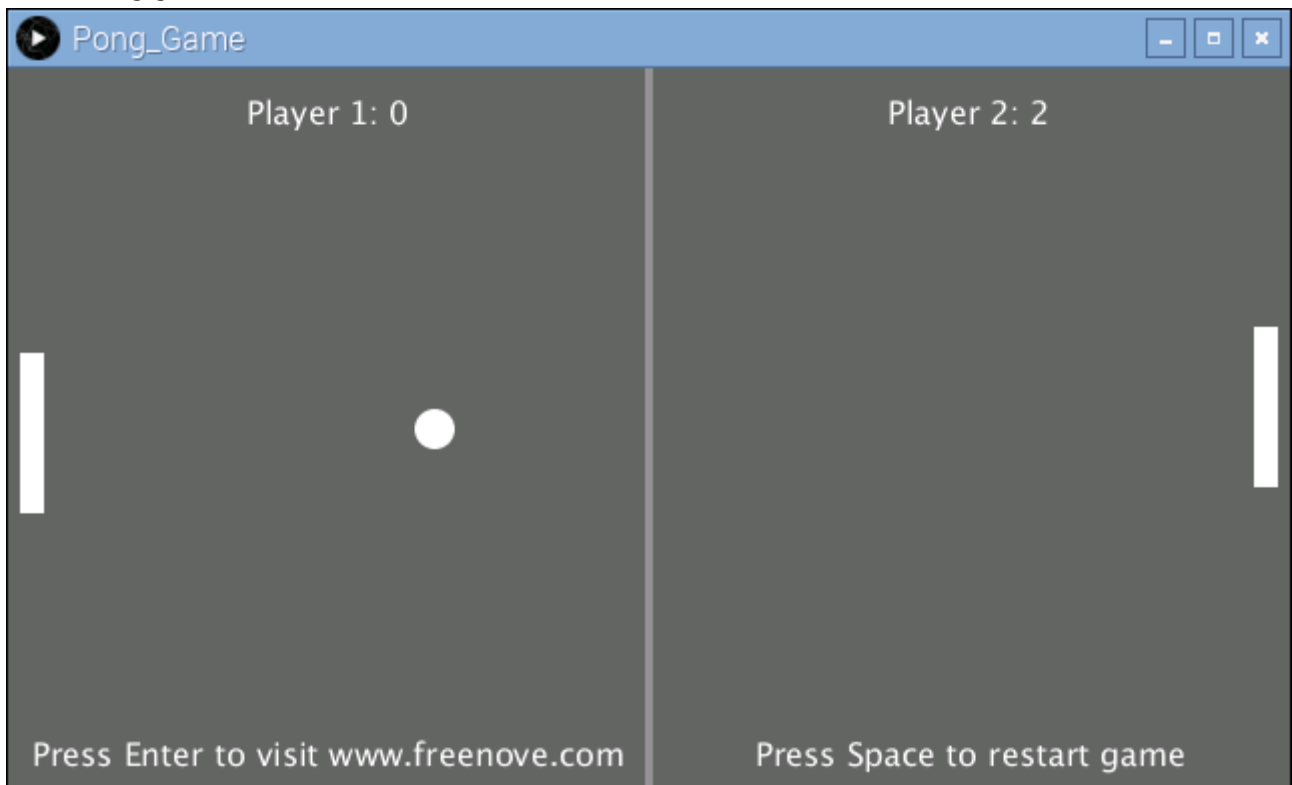 Pong_Game
Player 1: 0
Player 2: 2
Press Enter to visit www.freenove.com
Press Space to restart game